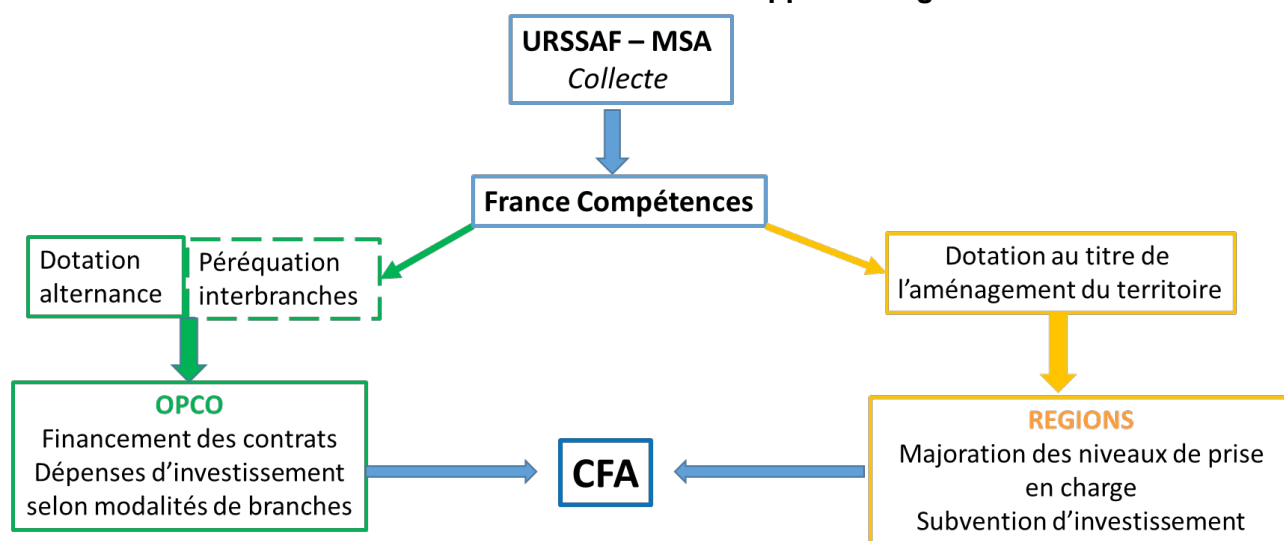 URSSAF – MSA
Collecte
France Compétences
Dotation
alternance
Péréquation
interbranches
Dotation au titre de
l’aménagement du territoire
OPCO
Financement des contrats
Dépenses d’investissement
selon modalités de branches
CFA
REGIONS
Majoration des niveaux de prise
en charge
Subvention d’investissement